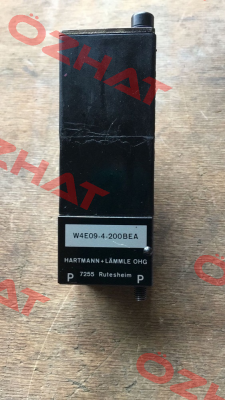 ÖZHAT
ÖZHAT
ÖZHAT
W4E09-4-200BEA
HARTMANN+LÄMMLE OHG
7255 Rutesheim
P P